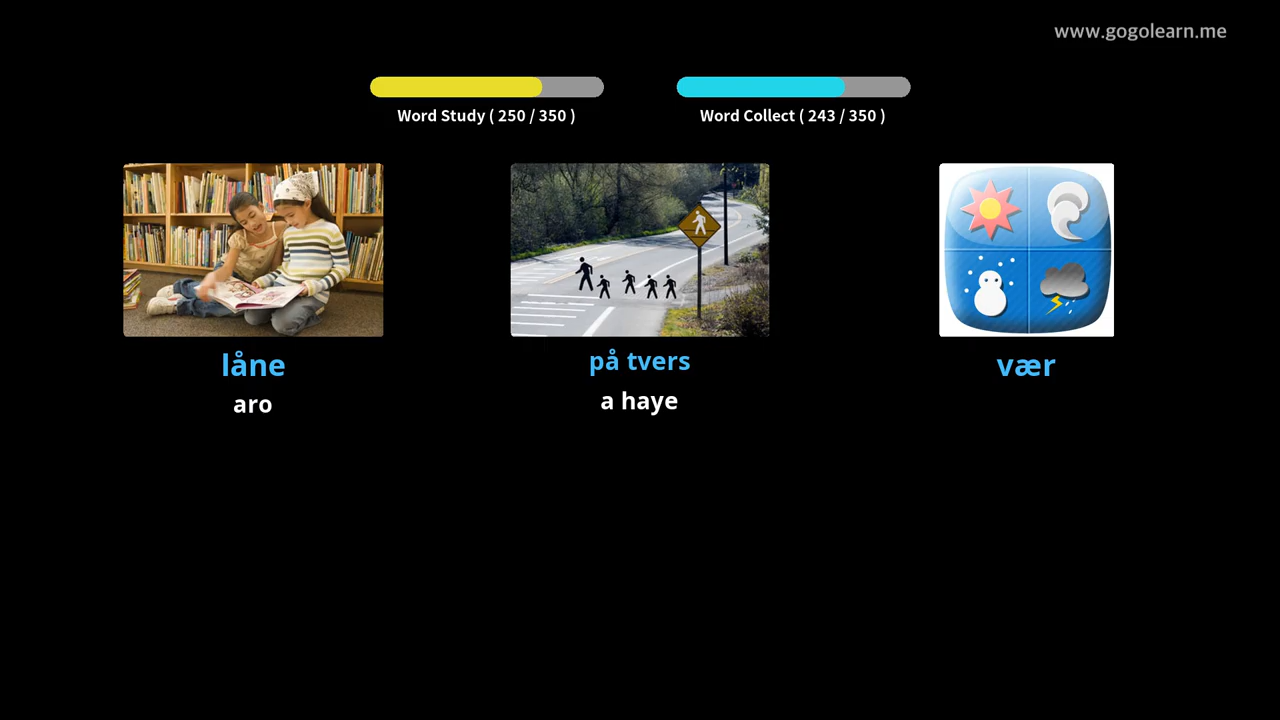 www.gogolearn.me
Word Study ( 250 / 350 )
Word Collect ( 243 / 350 )
låne
på tvers
vær
aro
a haye